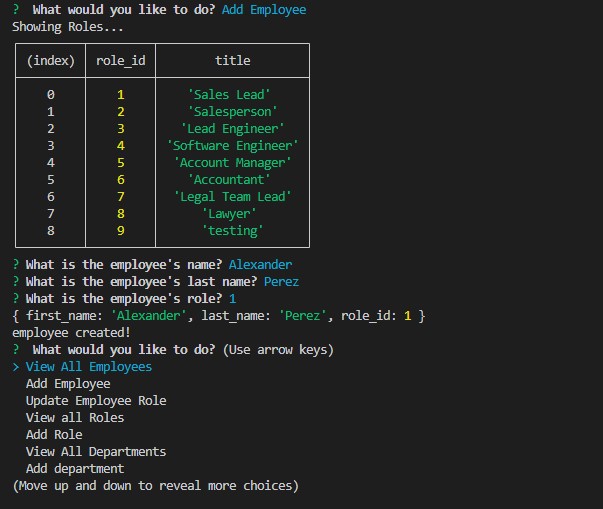 ?  What would you like to do? Add Employee
Showing Roles...
(index) role_id title
0 1 'Sales Lead'
1 2 'Salesperson'
2 3 'Lead Engineer'
3 4 'Software Engineer'
4 5 'Account Manager'
5 6 'Accountant'
6 7 'Legal Team Lead'
7 8 'Lawyer'
8 9 'testing'
? What is the employee's name? Alexander
? What is the employee's last name? Perez
? What is the employee's role? 1
{ first_name: 'Alexander', last_name: 'Perez', role_id: 1 }
employee created!
?  What would you like to do? (Use arrow keys)
> View All Employees
Add Employee
Update Employee Role
View all Roles
Add Role
View All Departments
Add department
(Move up and down to reveal more choices)